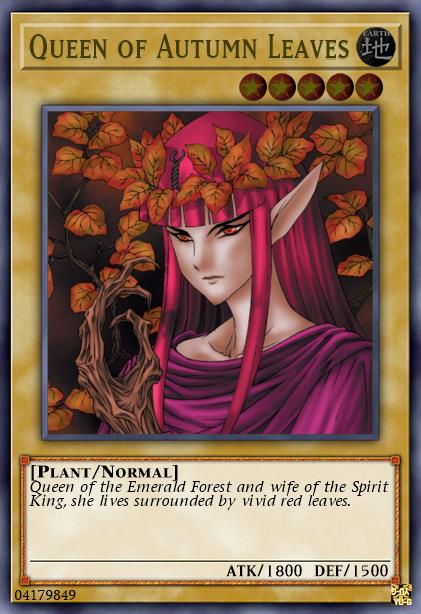 Queen of Autumn Leaves
EARTH
地
[Plant/Normal]
Queen of the Emerald Forest and wife of the Spirit
King, she lives surrounded by vivid red leaves.
ATK/1800 DEF/1500
04179849